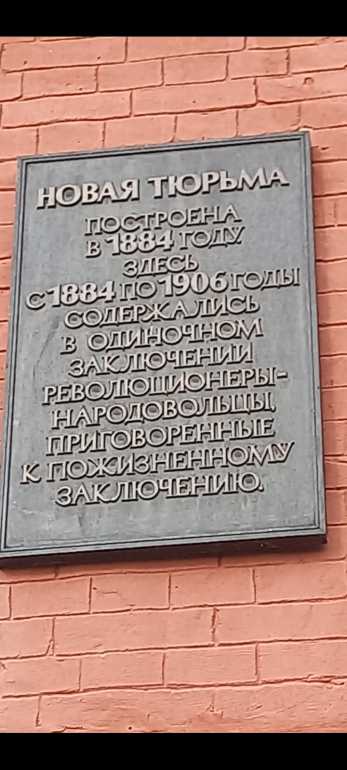 НОВАЯ ТЮРЬМА
ПОСТРОЕНА
В 1884 ГОДУ.
ЗДЕСЬ
С 1884 ПО 1906 ГОДЫ
СОДЕРЖАЛИСЬ
В ОДИНОЧНОМ
ЗАКЛЮЧЕНИИ
РЕВОЛЮЦИОНЕРЫ-
НАРОДОВОЛЬЦЫ,
ПРИГОВОРЕННЫЕ
К ПОЖИЗНЕННОМУ
ЗАКЛЮЧЕНИЮ.